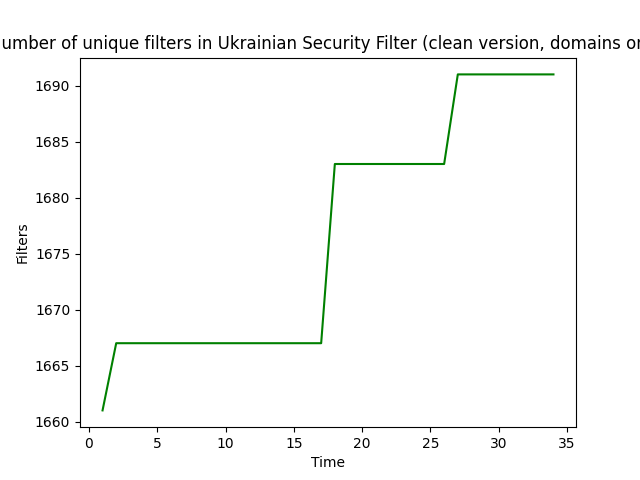 umber of unique filters in Ukrainian Security Filter (clean version, domains or
1690
1685
1680
1675
1670
1665
1660
Filters
0 5 10 15 20 25 30 35
Time